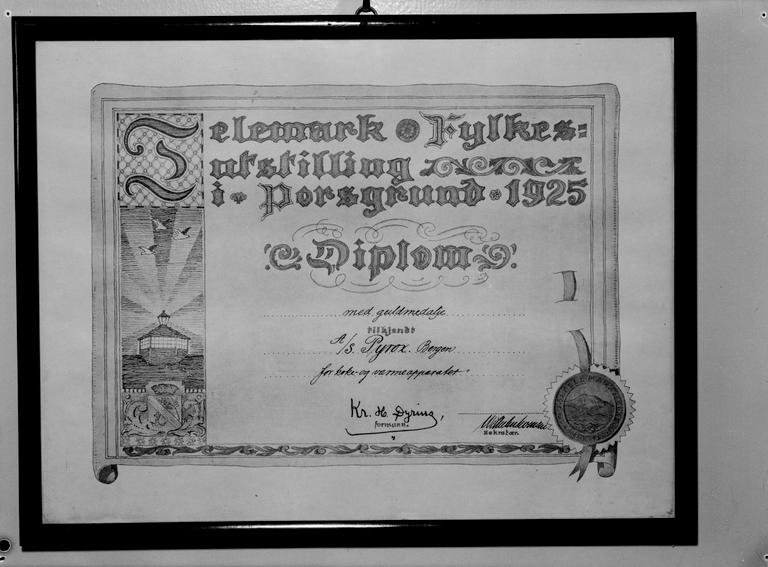 Telemark Fylkes=
utstilling
i Porsgrund 1925
Diplom
med guldmedalje
tilkjendt
A/s. Pyrox. Bergen
for koke- og varmeapparater
Kr. H. Dyring,
formann.
Sekretær.